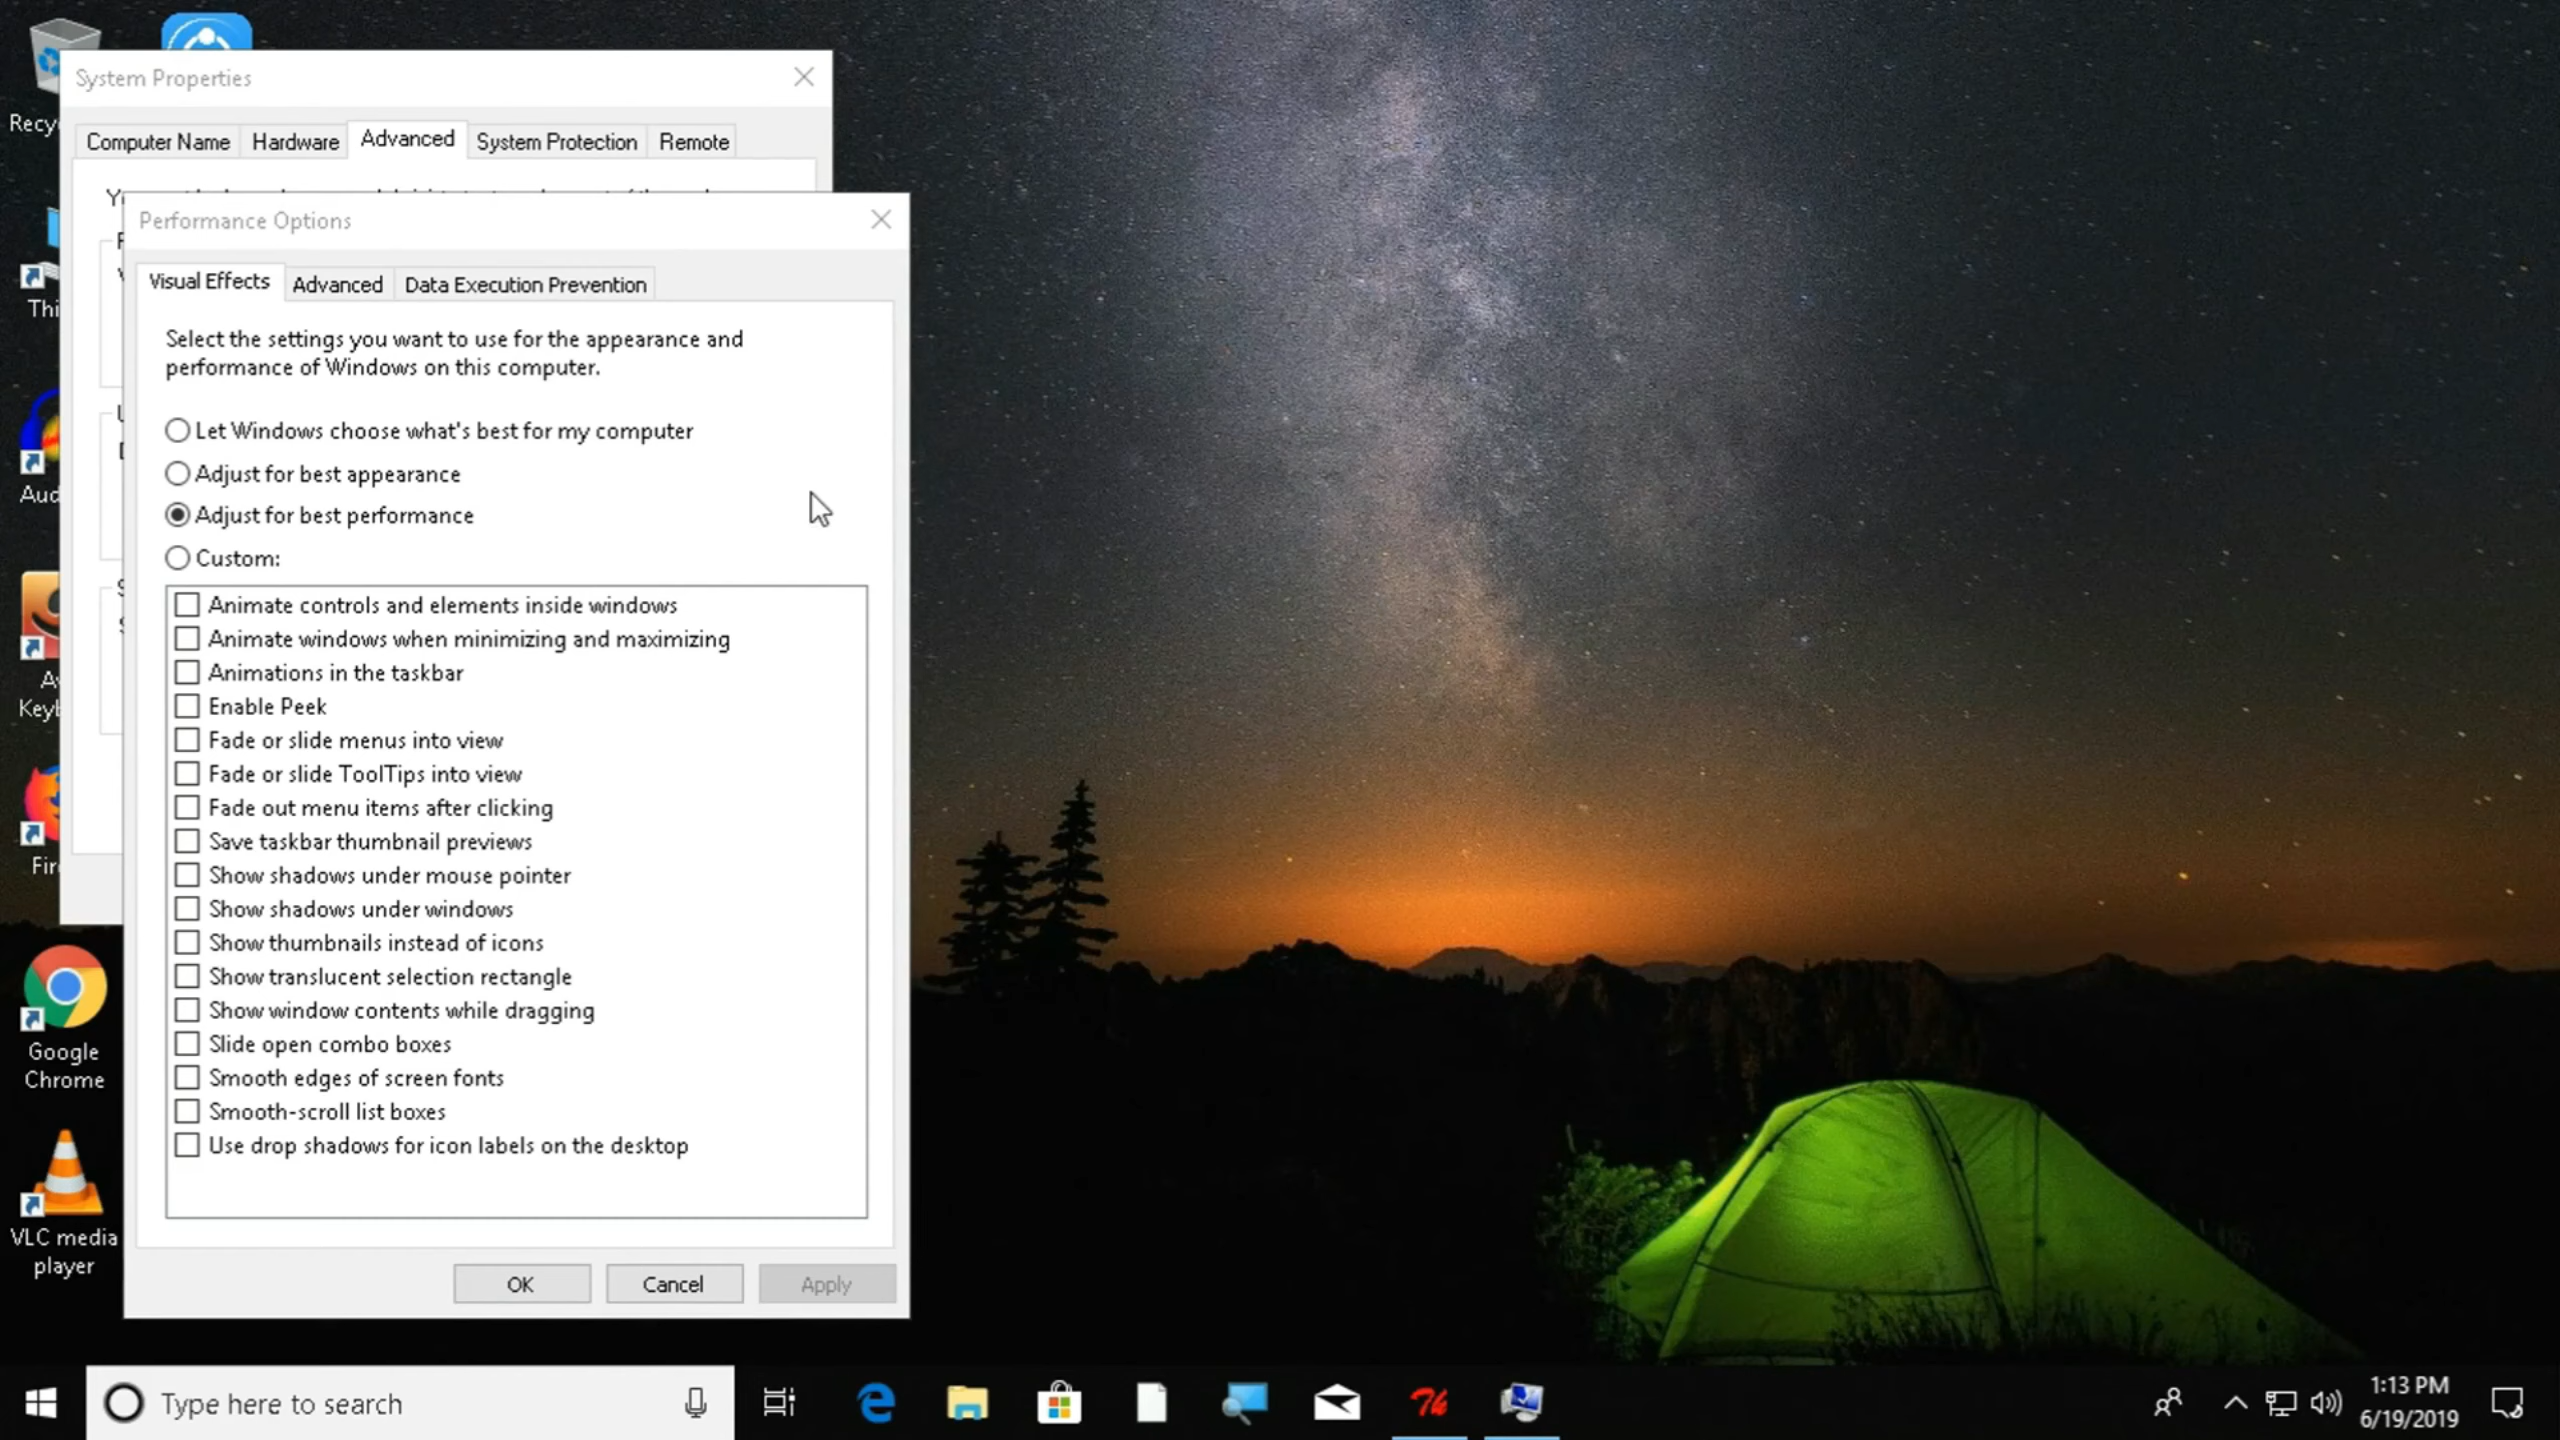 System Properties
Computer Name
Hardware
Advanced
System Protection
Remote
Performance Options
Visual Effects
Advanced
Data Execution Prevention
Select the settings you want to use for the appearance and
performance of Windows on this computer.
Let Windows choose what's best for my computer
Adjust for best appearance
Adjust for best performance
Custom:
Animate controls and elements inside windows
Animate windows when minimizing and maximizing
Animations in the taskbar
Enable Peek
Fade or slide menus into view
Fade or slide ToolTips into view
Fade out menu items after clicking
Save taskbar thumbnail previews
Show shadows under mouse pointer
Show shadows under windows
Show thumbnails instead of icons
Show translucent selection rectangle
Show window contents while dragging
Slide open combo boxes
Smooth edges of screen fonts
Smooth-scroll list boxes
Use drop shadows for icon labels on the desktop
OK
Cancel
Apply
Recy
Thi
Aud
Keyb
Fire
Google
Chrome
VLC media
player
Type here to search
1:13 PM
6/19/2019